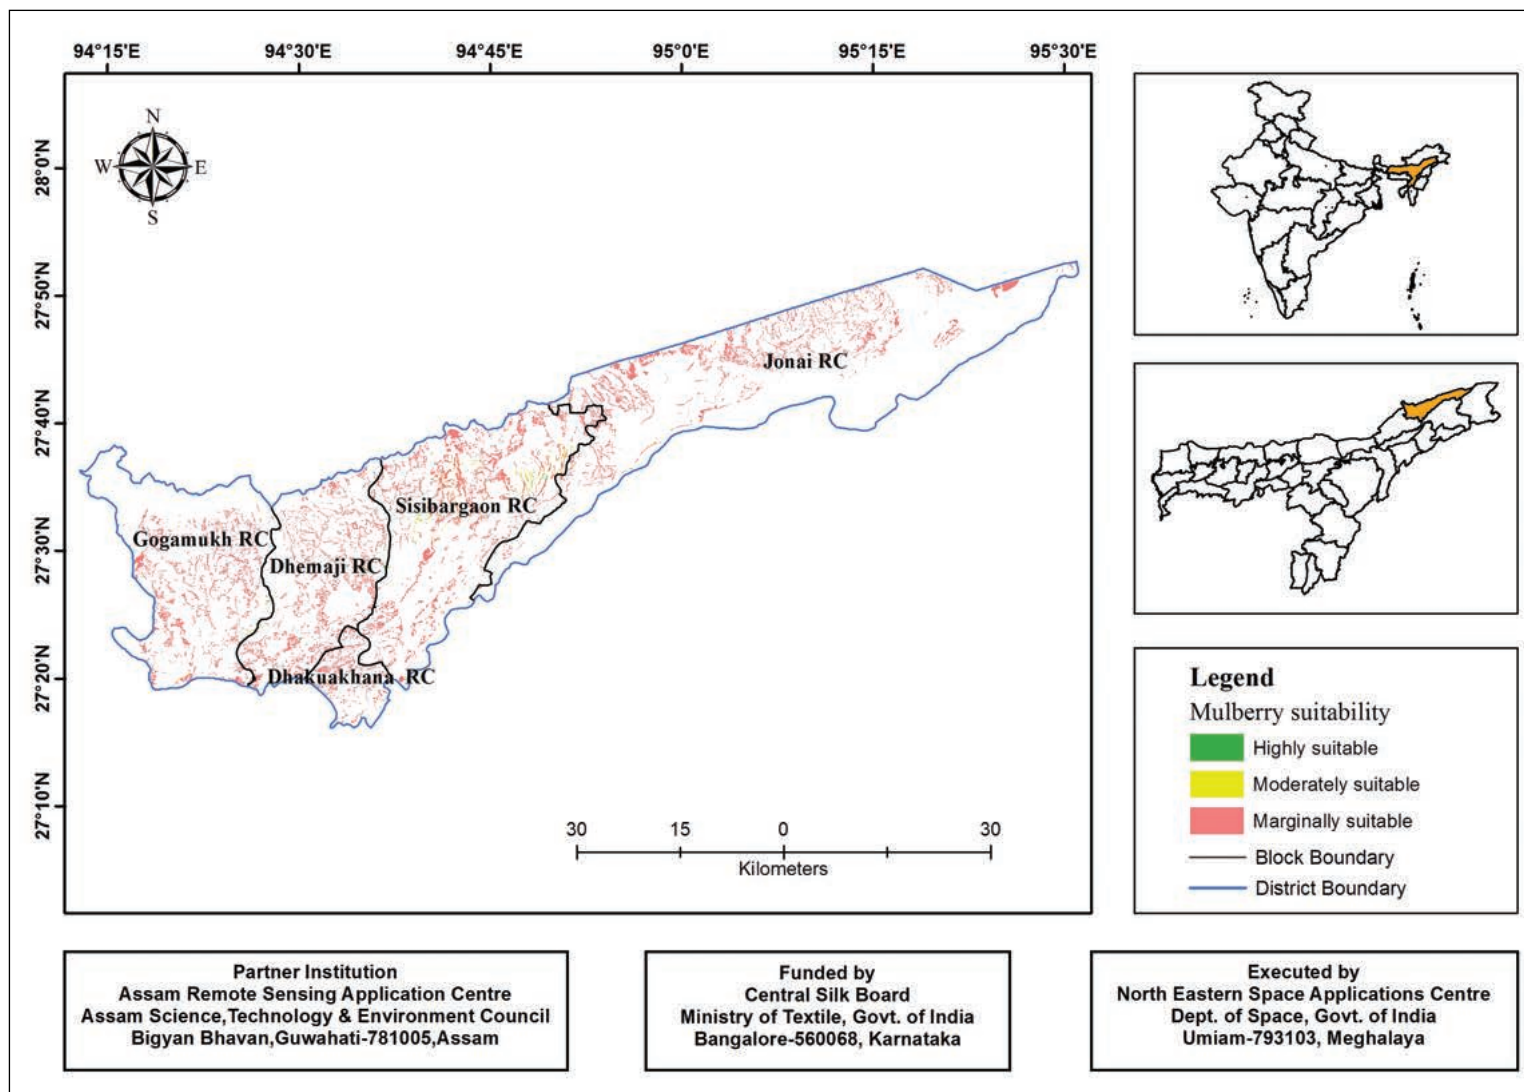 94°15'E 94°30'E 94°45'E 95°0'E 95°15'E 95°30'E
N
W E
S
28°0'N
27°50'N
27°40'N
27°30'N
27°20'N
27°10'N
Jonai RC
Sisibargaon RC
Gogamukh RC
Dhemaji RC
Dhakuakhana RC
30 15 0 30
Kilometers
Legend
Mulberry suitability
Highly suitable
Moderately suitable
Marginally suitable
Block Boundary
District Boundary
Partner Institution
Assam Remote Sensing Application Centre
Assam Science,Technology & Environment Council
Bigyan Bhavan,Guwahati-781005,Assam
Funded by
Central Silk Board
Ministry of Textile, Govt. of India
Bangalore-560068, Karnataka
Executed by
North Eastern Space Applications Centre
Dept. of Space, Govt. of India
Umiam-793103, Meghalaya